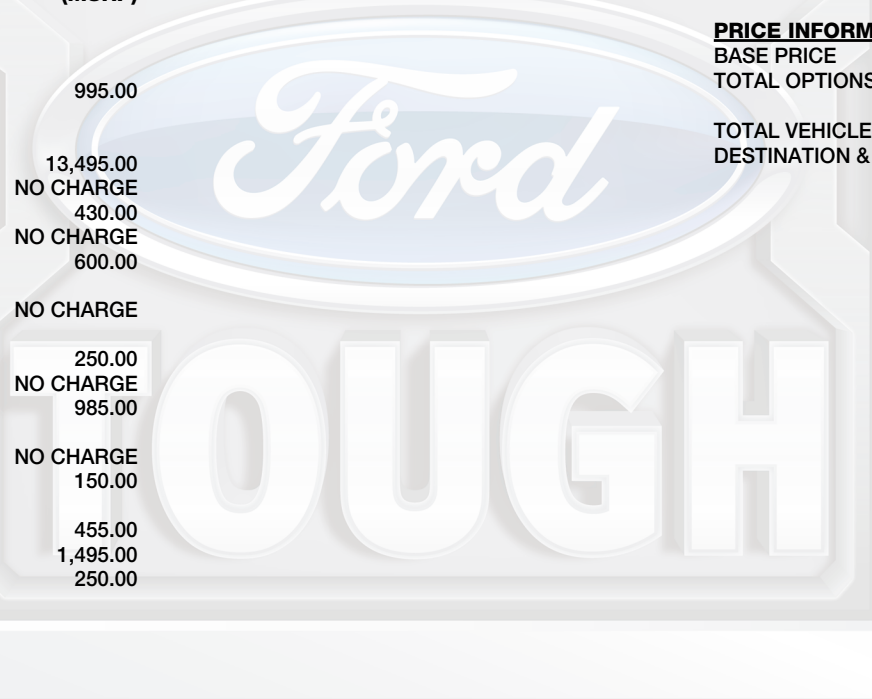 (MSRP)
995.00
13,495.00
NO CHARGE
430.00
NO CHARGE
600.00
NO CHARGE
250.00
NO CHARGE
985.00
NO CHARGE
150.00
455.00
1,495.00
250.00
PRICE INFORM
BASE PRICE
TOTAL OPTIONS
TOTAL VEHICLE
DESTINATION &
Ford
TOUGH